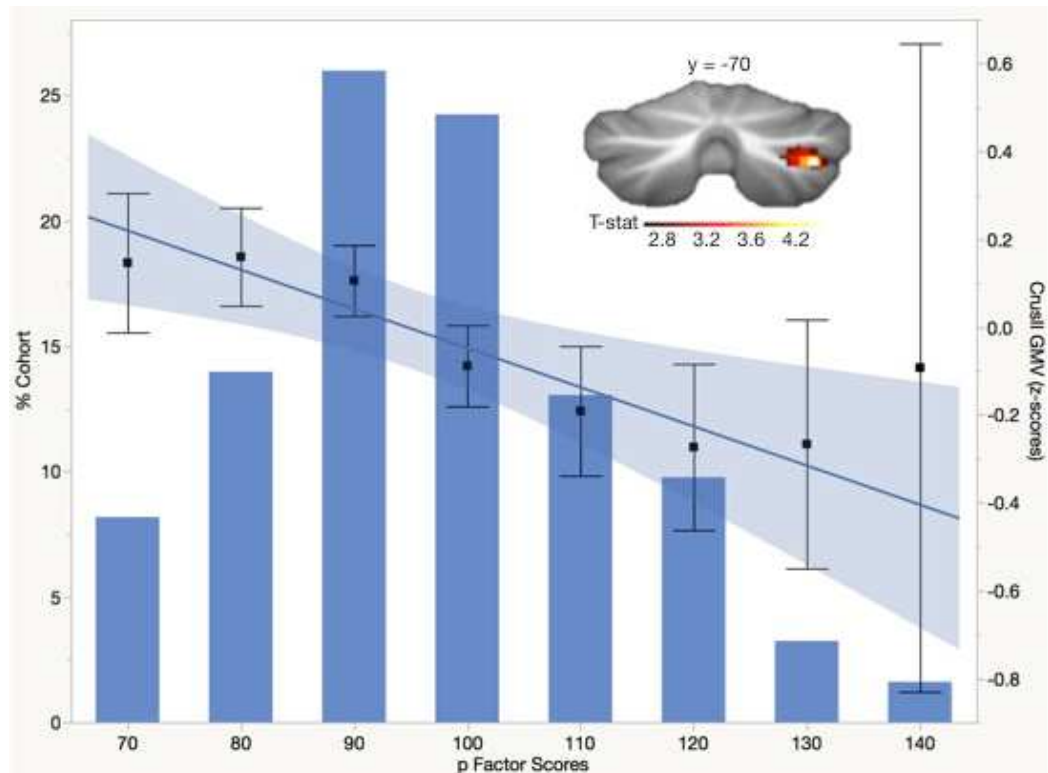 y = -70
T-stat
2.8 3.2 3.6 4.2
25
20
15
10
5
0
% Cohort
0.6
0.4
0.2
0.0
-0.2
-0.4
-0.6
-0.8
CrusII GMV (z-scores)
70 80 90 100 110 120 130 140
p Factor Scores